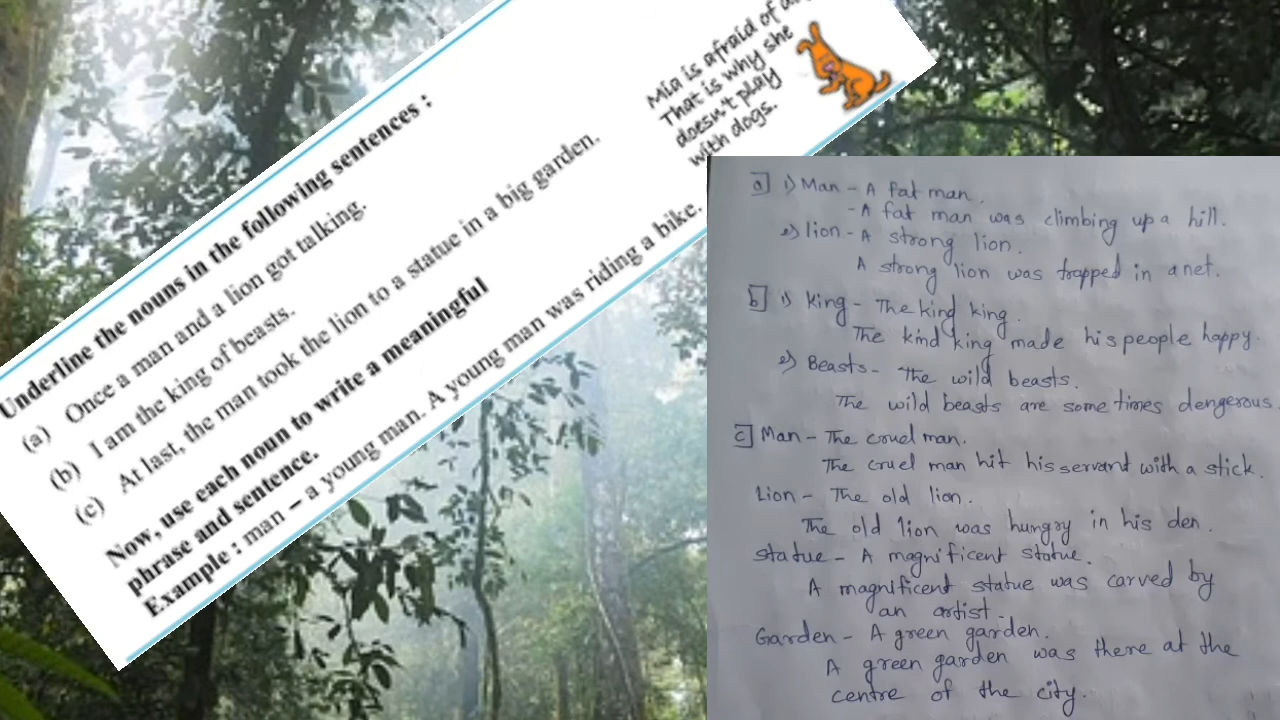 Underline the nouns in the following sentences :
(a) Once a man and a lion got talking.
(b) I am the king of beasts.
(c) At last, the man took the lion to a statue in a big garden.
Now, use each noun to write a meaningful
phrase and sentence.
Example : man – a young man. A young man was riding a bike.
Mia is afraid of
That is why she
doesn't play
with dogs.
a] 1) Man - A fat man.
- A fat man was climbing up a hill.
2) lion - A strong lion.
A strong lion was trapped in a net.
b] 1) King - The kind king.
The kind king made his people happy.
2) Beasts - The wild beasts.
The wild beasts are some times dengerous.
c] Man - The cruel man.
The cruel man hit his servant with a stick.
Lion - The old lion.
The old lion was hungry in his den.
Statue - A magnificent statue.
A magnificent statue was carved by
an artist.
Garden - A green garden.
A green garden was there at the
centre of the city.